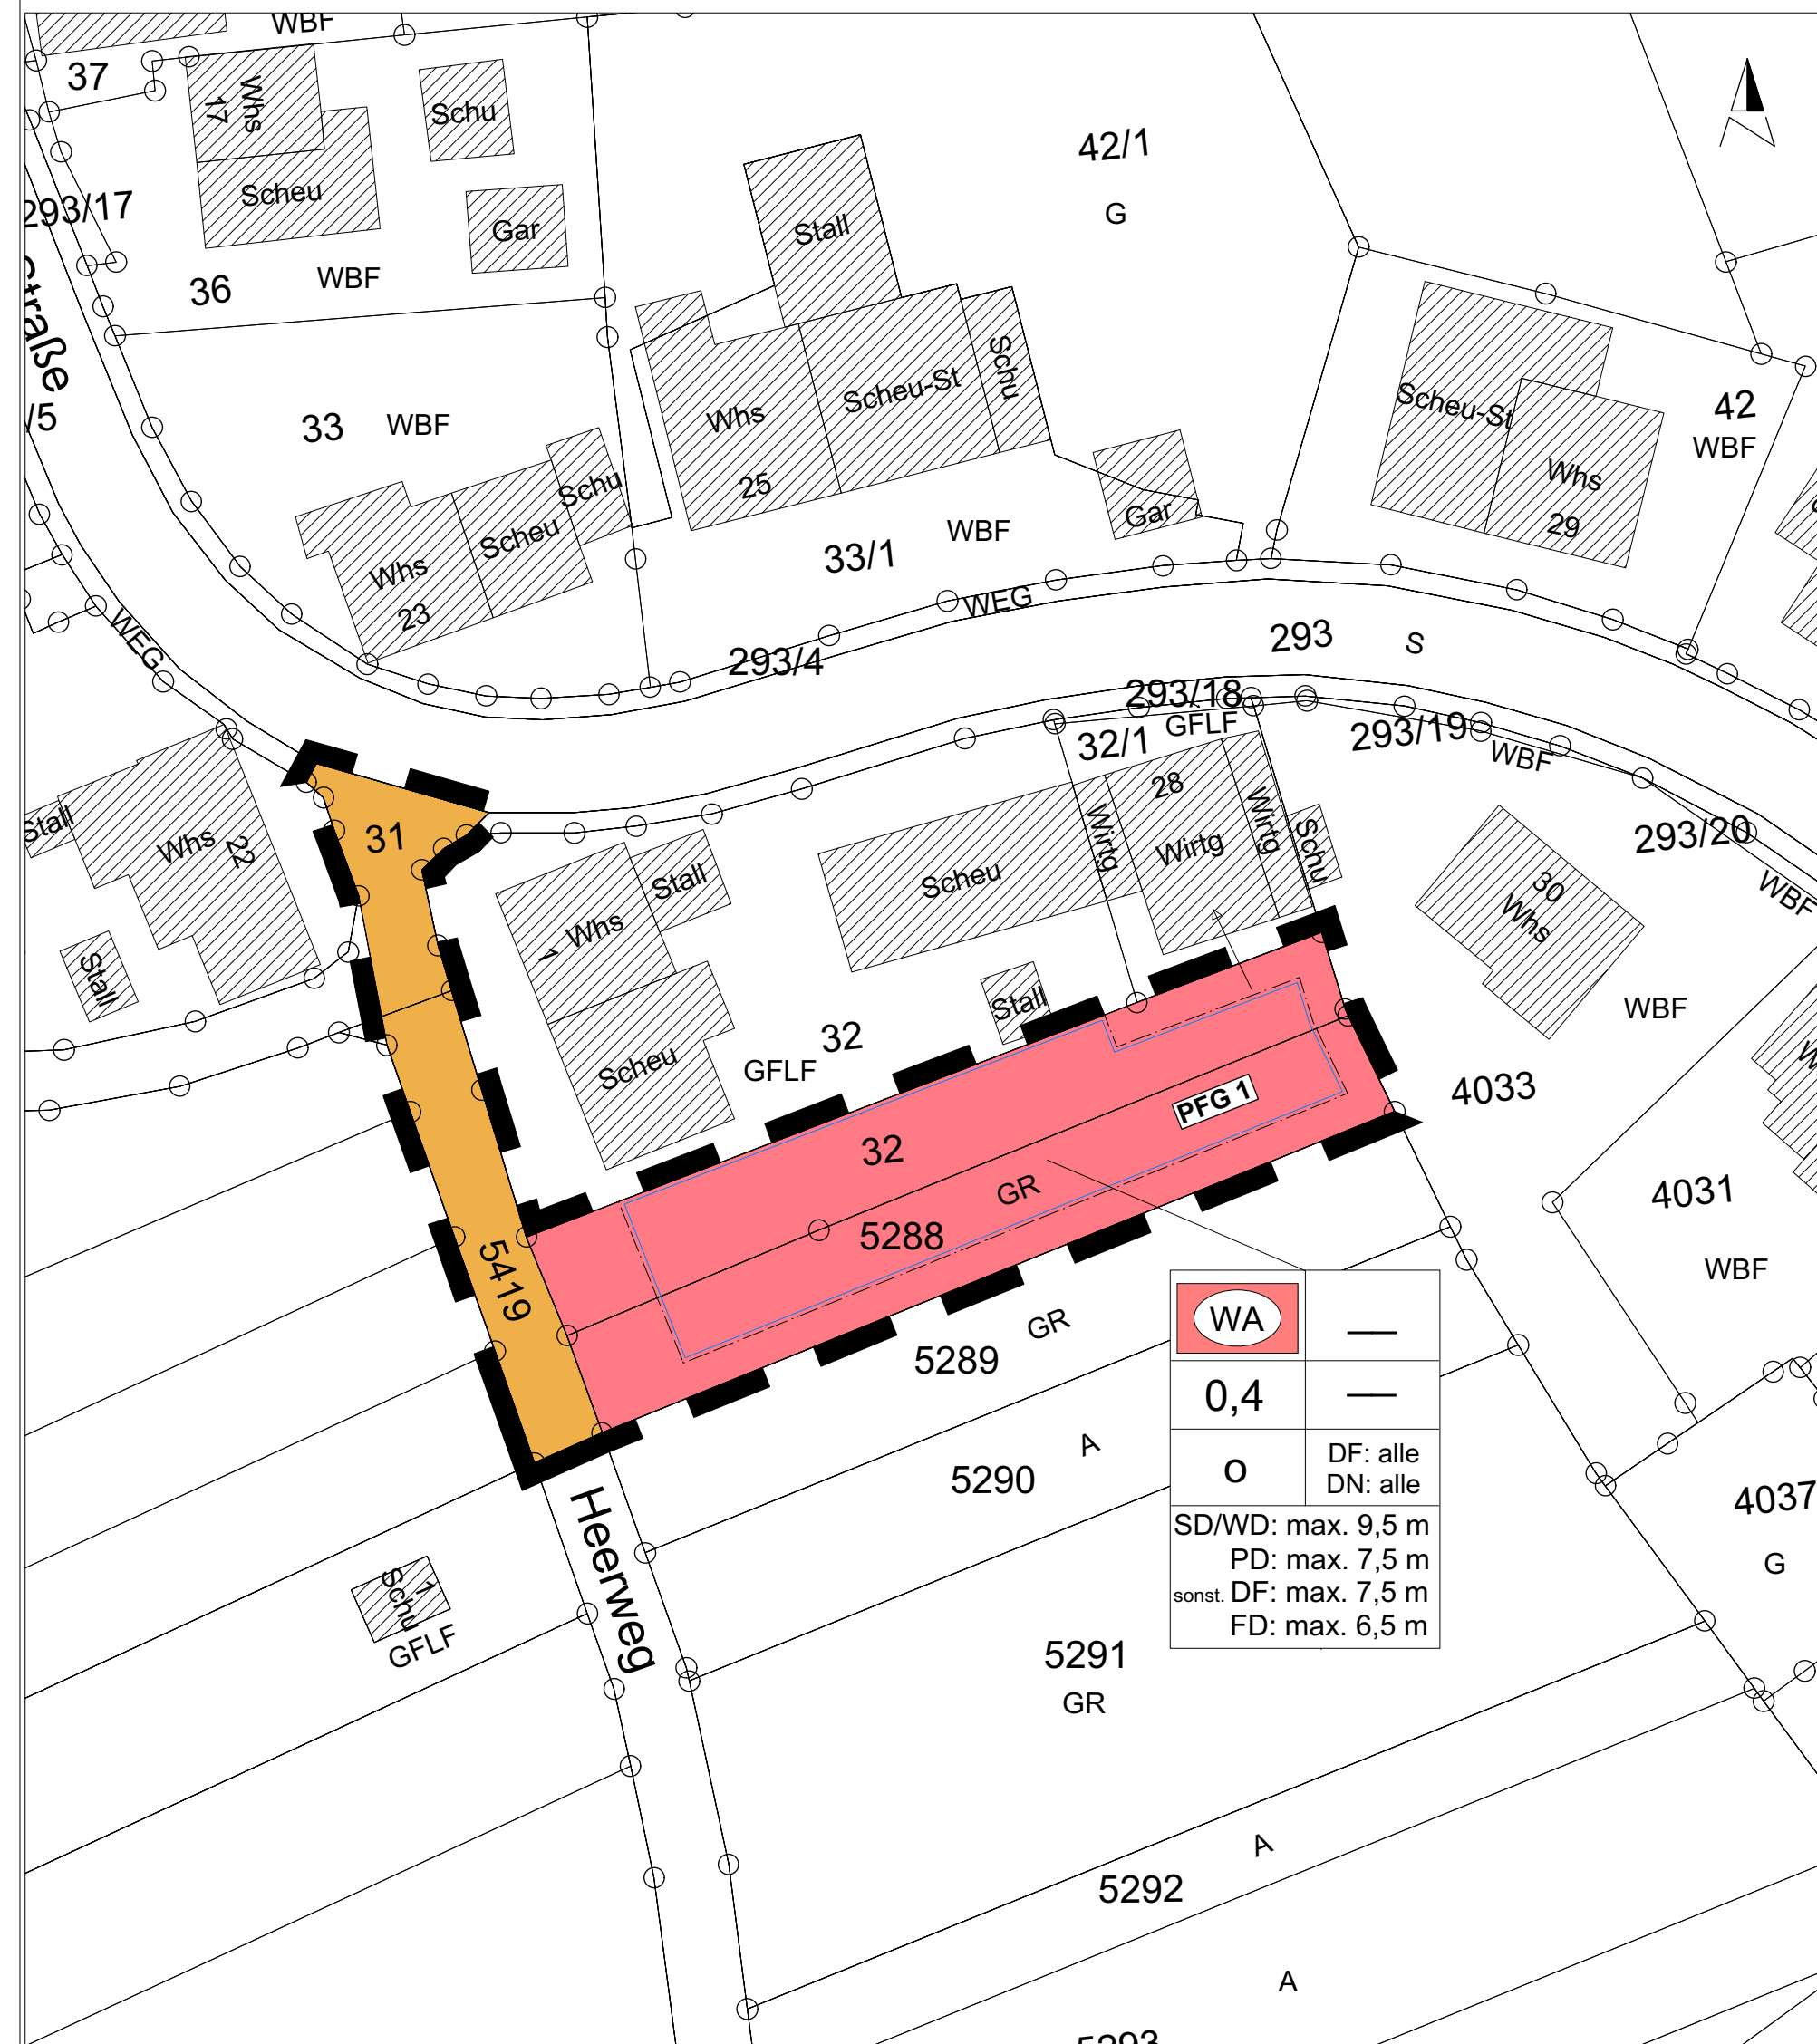 WBF
37
Whs
17
Schu
Scheu
Gar
293/17
36
WBF
Straße
/5
42/1
G
Stall
Scheu-St
Schu
Whs
25
33
WBF
Schu
Scheu
Whs
23
Gar
WBF
33/1
Scheu-St
Whs
29
42
WBF
WEG
WEG
293/4
293
S
293/18
GFLF
32/1
293/19
WBF
293/20
WBF
Stall
Whs
22
31
Stall
Whs
1
Stall
Scheu
Scheu
Wirtg
28
Wirtg
Wirtg
Schu
30
Whs
WBF
Stall
32
GFLF
PFG 1
32
GR
5288
4033
4031
WBF
5419
5289
GR
WA
—
0,4
—
o
DF: alle
DN: alle
SD/WD: max. 9,5 m
PD: max. 7,5 m
sonst. DF: max. 7,5 m
FD: max. 6,5 m
5290
A
4037
G
Heerweg
1
Schu
GFLF
5291
GR
A
5292
A
5293